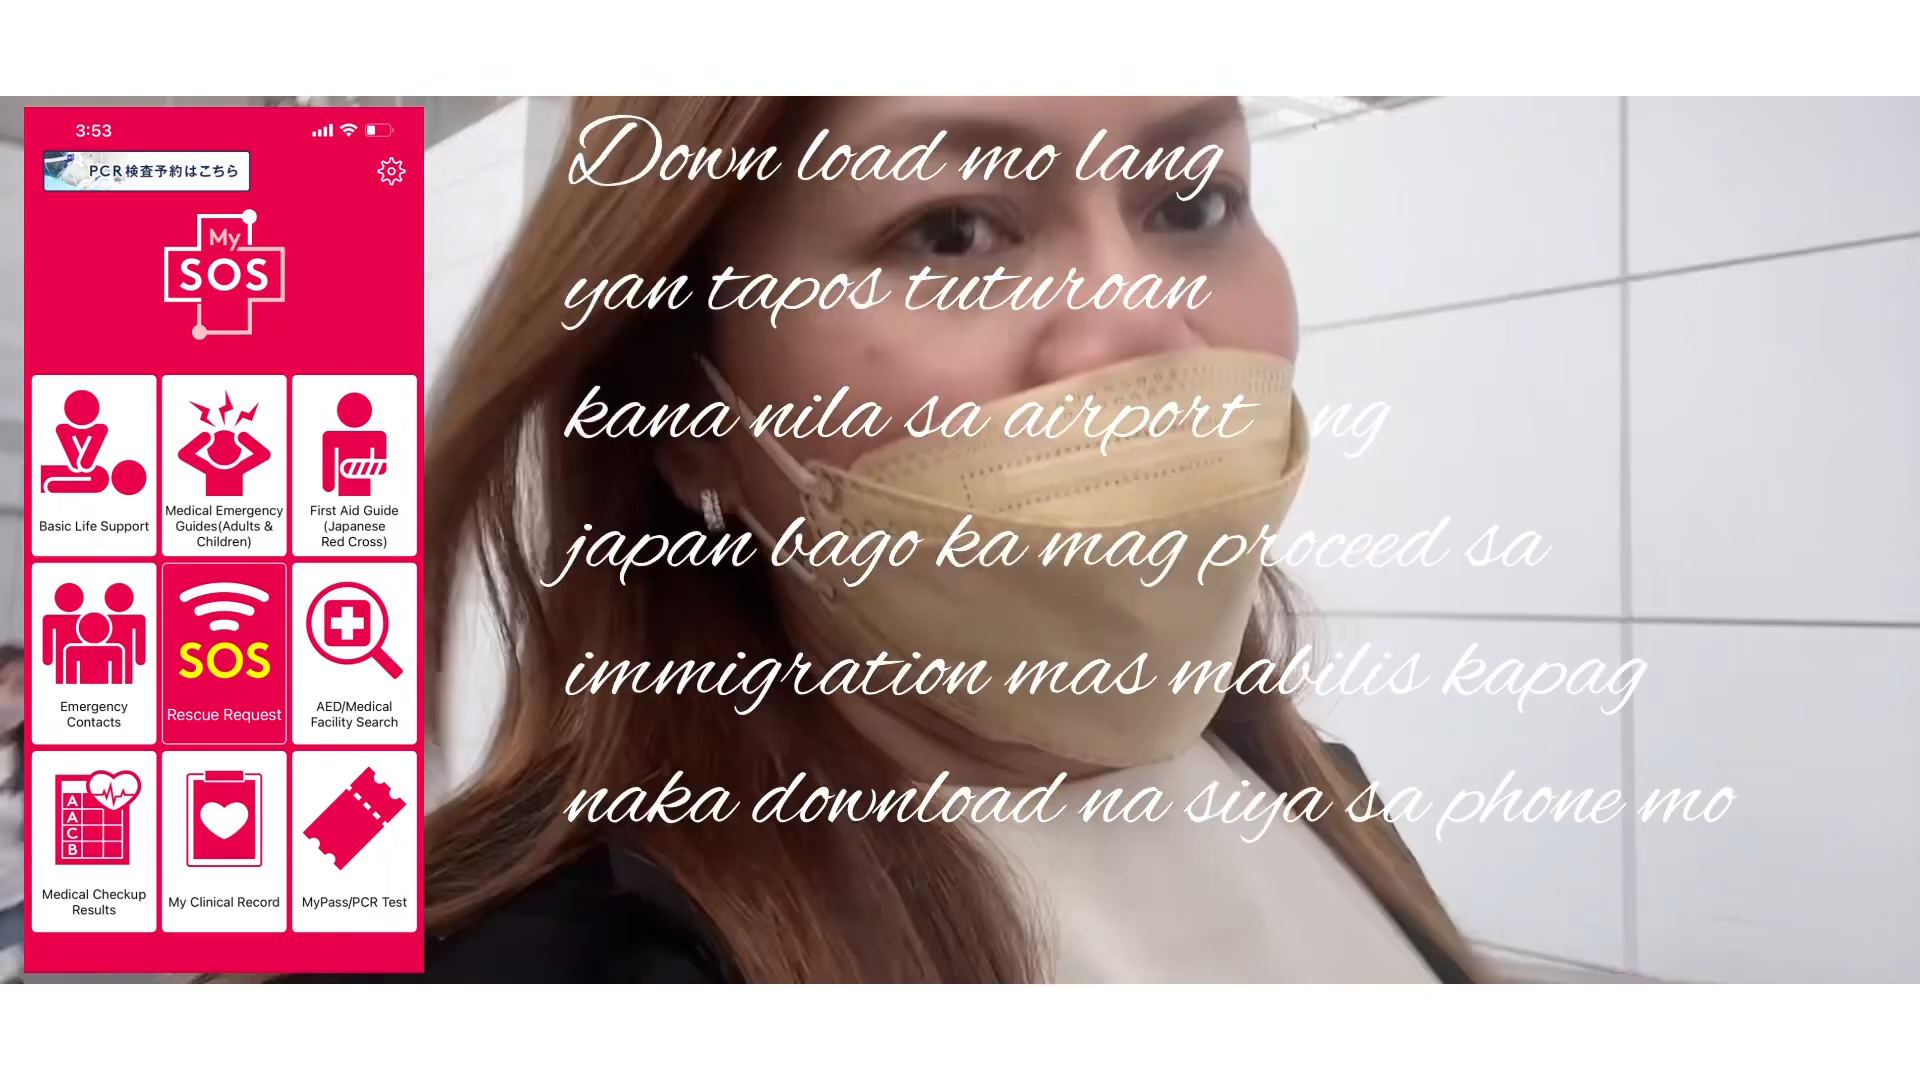 3:53
PCR検査予約はこちら
My
SOS
Basic Life Support
Medical Emergency
Guides(Adults &
Children)
First Aid Guide
(Japanese
Red Cross)
Emergency
Contacts
SOS
Rescue Request
AED/Medical
Facility Search
A
A
C
B
Medical Checkup
Results
My Clinical Record
MyPass/PCR Test
Down load mo lang
yan tapos tuturoan
kana nila sa airport ng
japan bago ka mag proceed sa
immigration mas mabilis kapag
naka download na siya sa phone mo